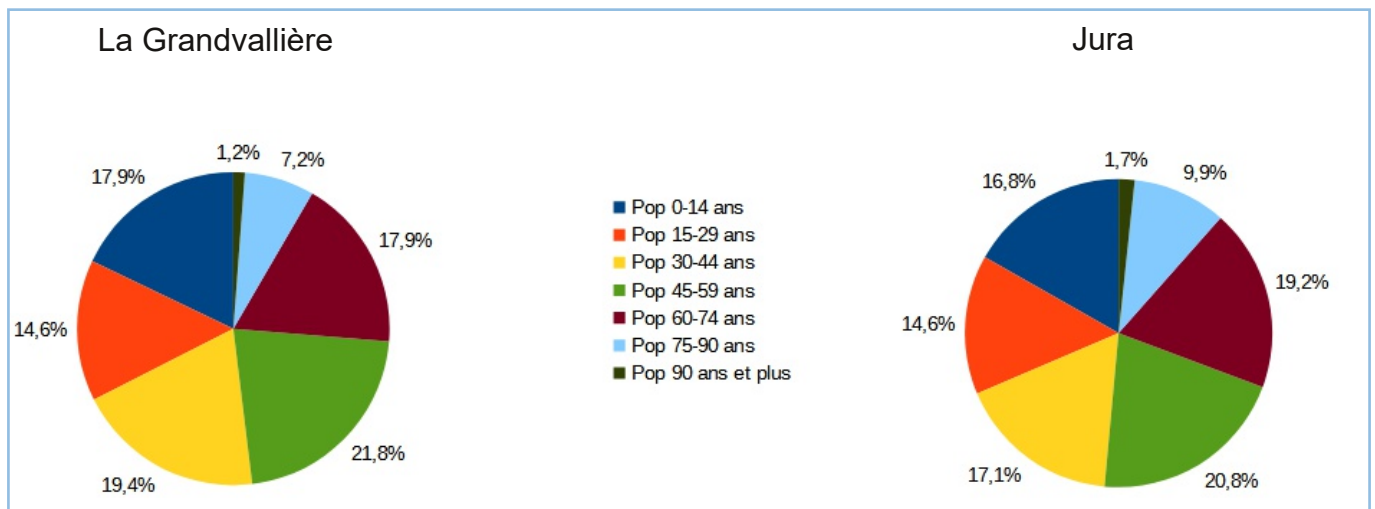 La Grandvallière
Jura
1,2%
7,2%
17,9%
17,9%
14,6%
21,8%
19,4%
Pop 0-14 ans
Pop 15-29 ans
Pop 30-44 ans
Pop 45-59 ans
Pop 60-74 ans
Pop 75-90 ans
Pop 90 ans et plus
1,7%
9,9%
16,8%
19,2%
14,6%
17,1%
20,8%